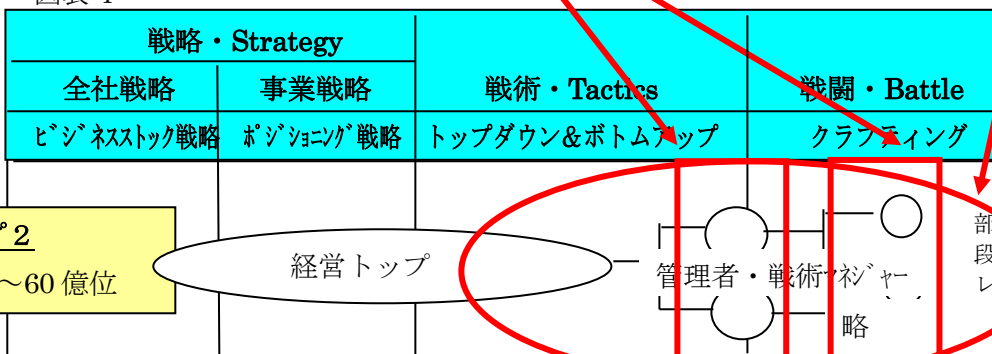 戦略・Strategy
全社戦略
事業戦略
戦術・Tactics
戦闘・Battle
ビジネスストック戦略
ポジショニング戦略
トップダウン&ボトムアップ
クラフティング
プ2
～60億位
経営トップ
管理者・戦術マネジャー
略
部
段
レ